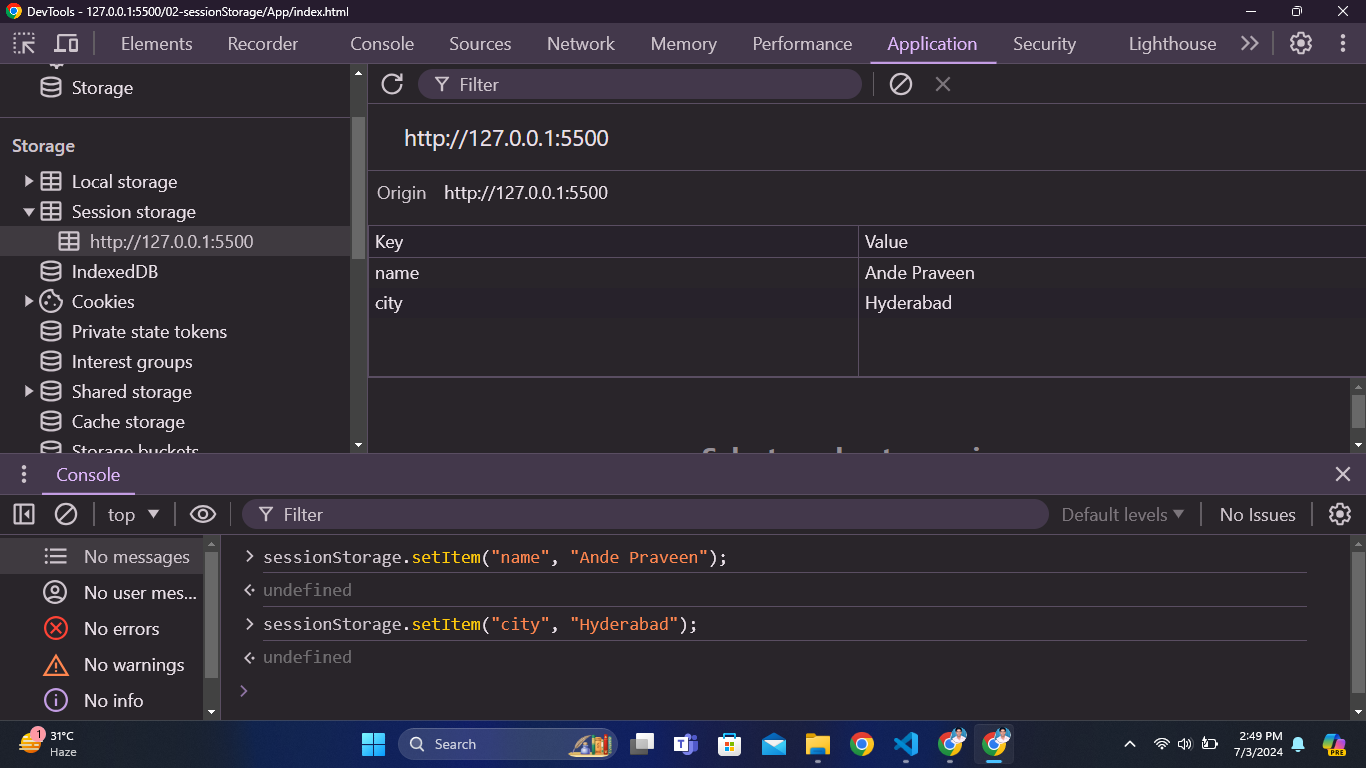 DevTools - 127.0.0.1:5500/02-sessionStorage/App/index.html
Elements Recorder Console Sources Network Memory Performance Application Security Lighthouse
Storage
Filter
Storage
Local storage
Session storage
http://127.0.0.1:5500
IndexedDB
Cookies
Private state tokens
Interest groups
Shared storage
Cache storage
Storage buckets
http://127.0.0.1:5500
Origin http://127.0.0.1:5500
Key Value
name Ande Praveen
city Hyderabad
Console
top Filter Default levels No Issues
No messages
No user mes...
No errors
No warnings
No info
sessionStorage.setItem("name", "Ande Praveen");
undefined
sessionStorage.setItem("city", "Hyderabad");
undefined
1
31°C
Haze
Search
PRE
2:49 PM
7/3/2024